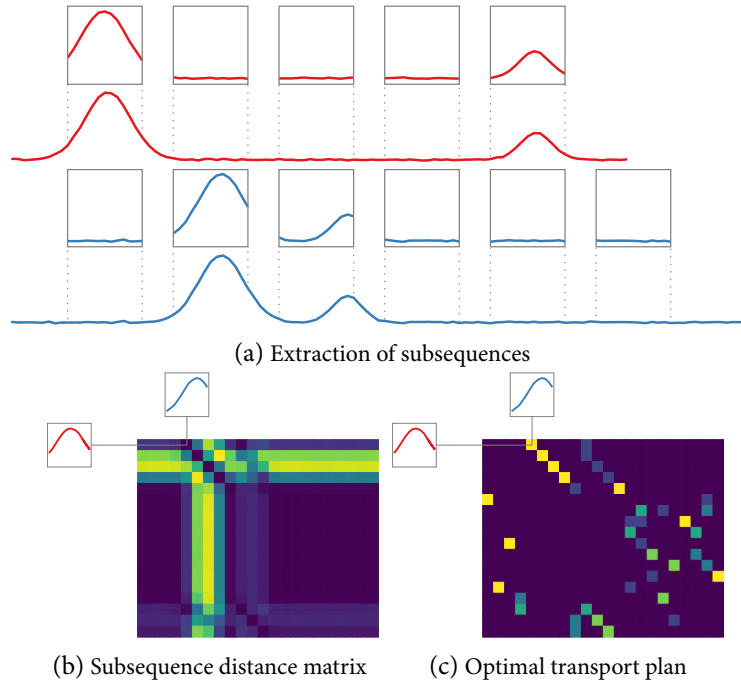 (a) Extraction of subsequences
(b) Subsequence distance matrix
(c) Optimal transport plan